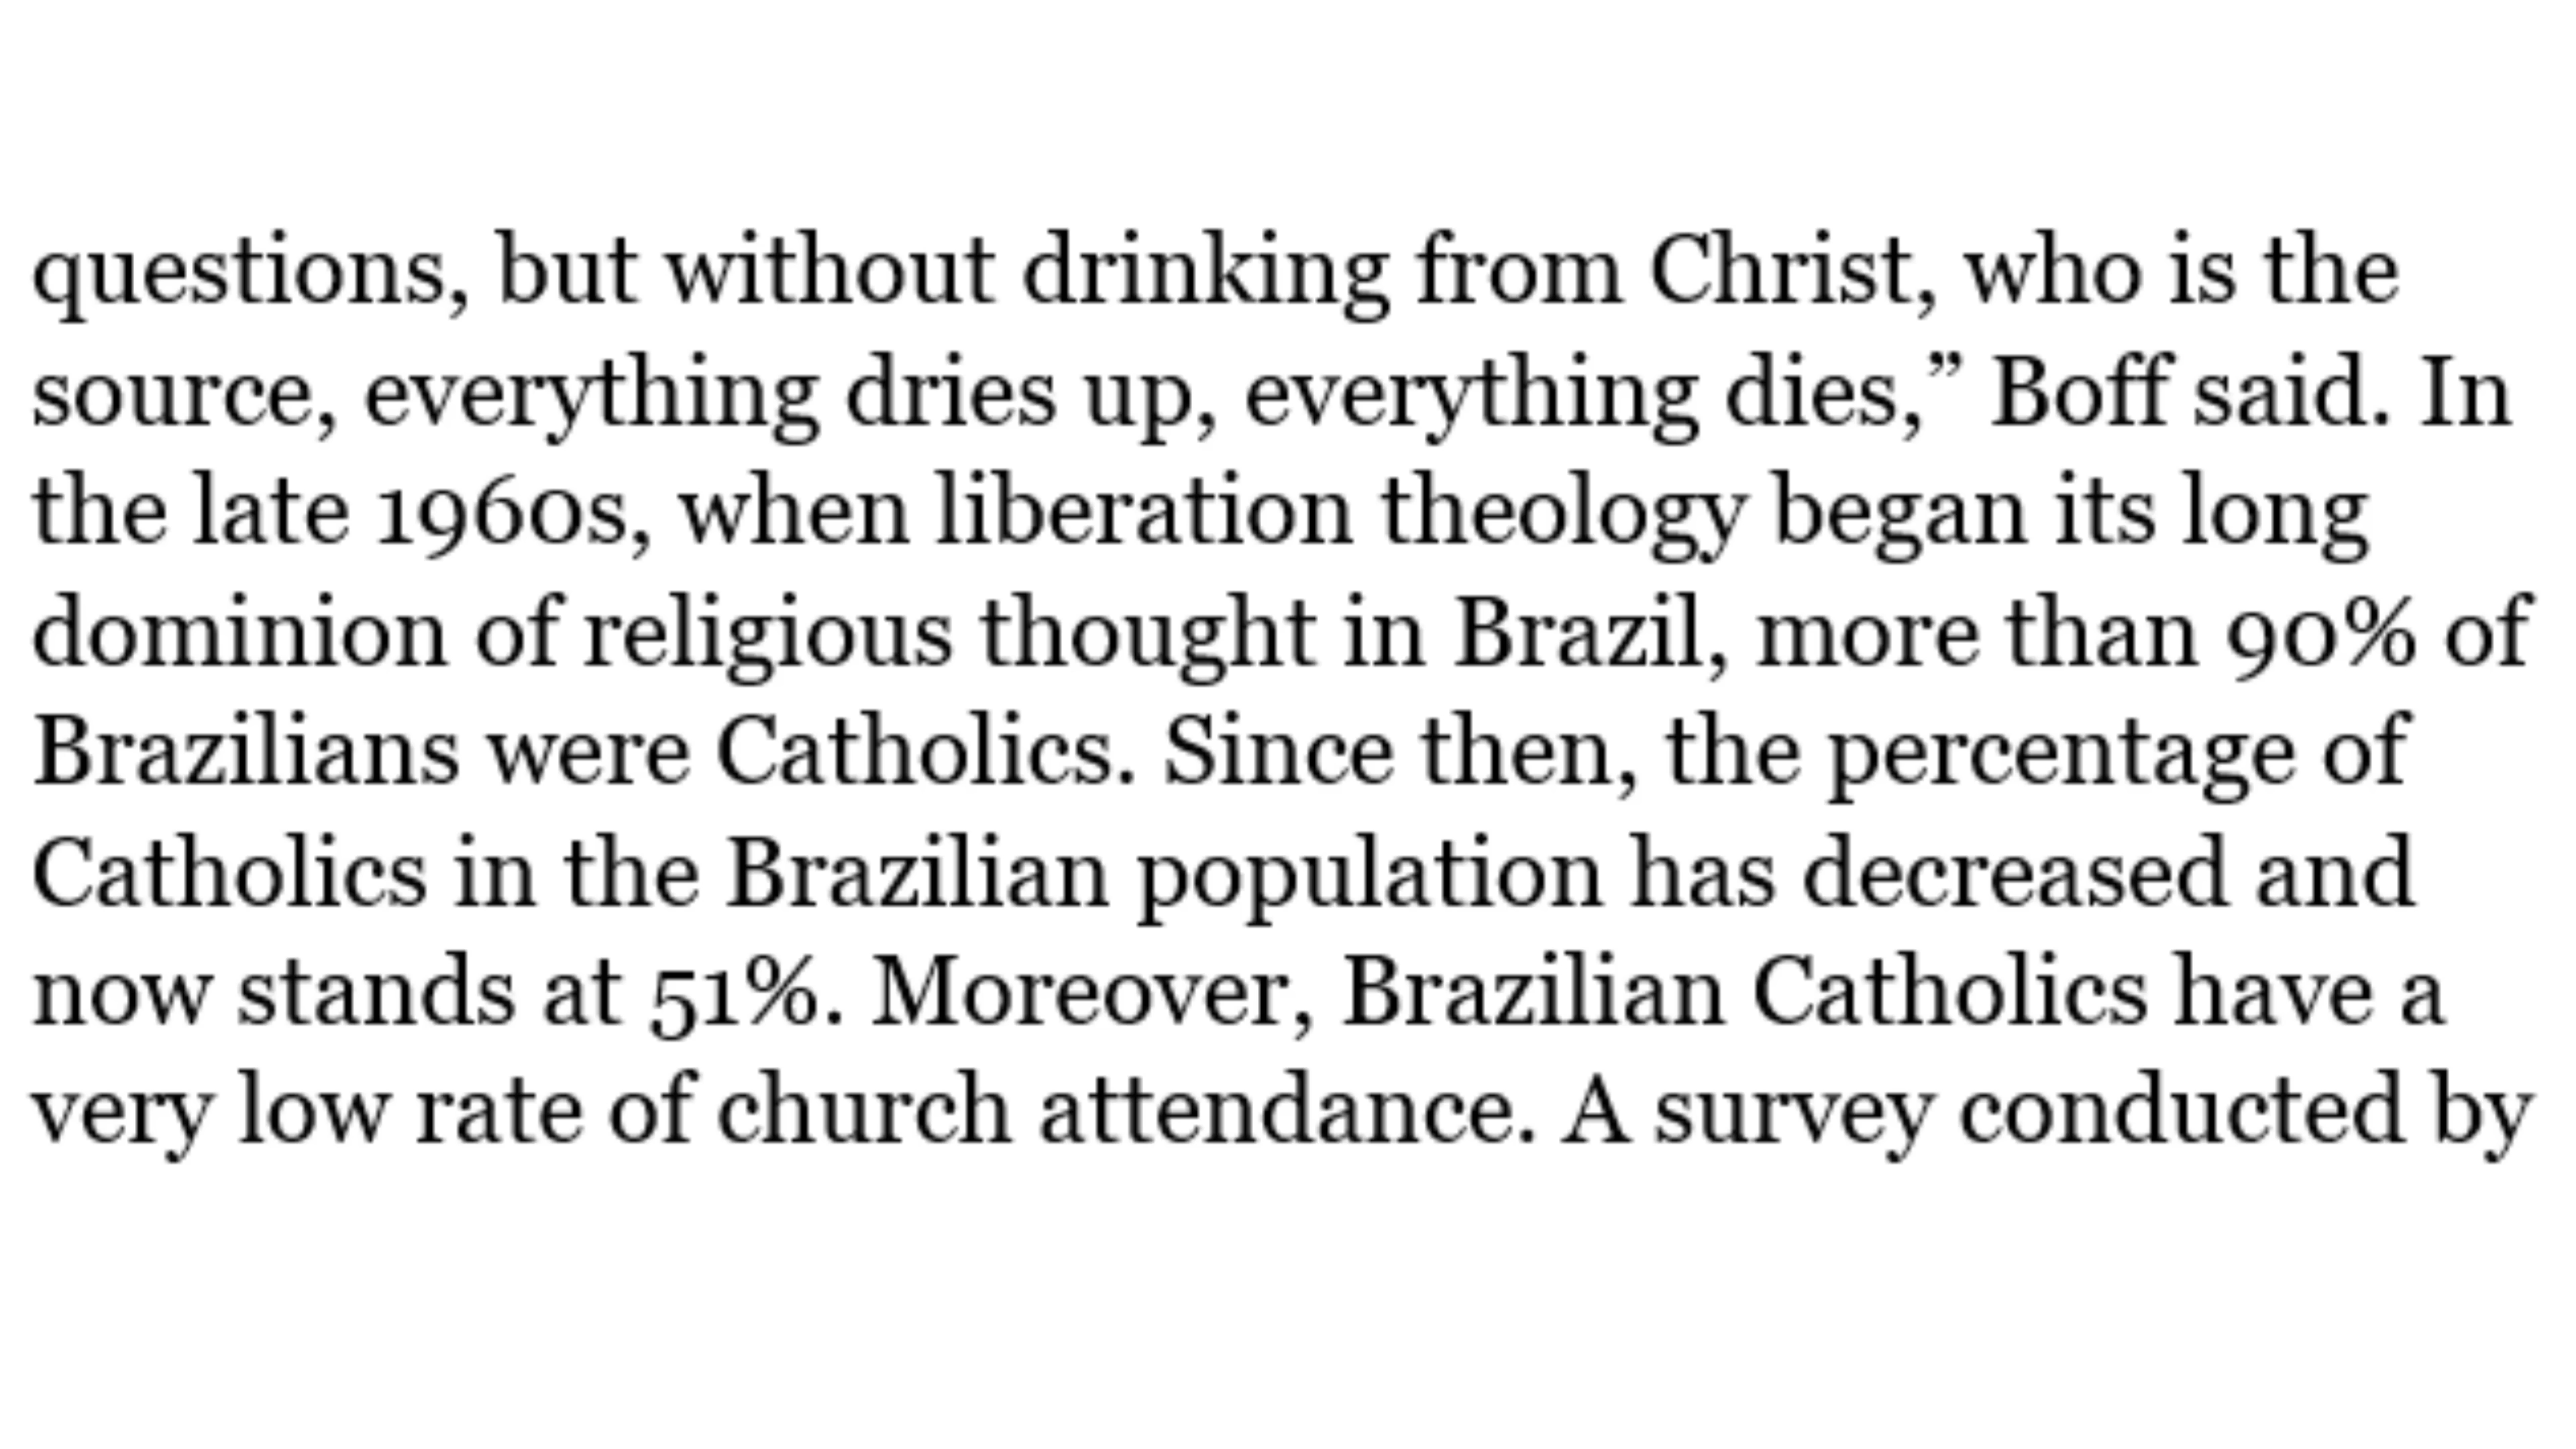 questions, but without drinking from Christ, who is the
source, everything dries up, everything dies,” Boff said. In
the late 1960s, when liberation theology began its long
dominion of religious thought in Brazil, more than 90% of
Brazilians were Catholics. Since then, the percentage of
Catholics in the Brazilian population has decreased and
now stands at 51%. Moreover, Brazilian Catholics have a
very low rate of church attendance. A survey conducted by